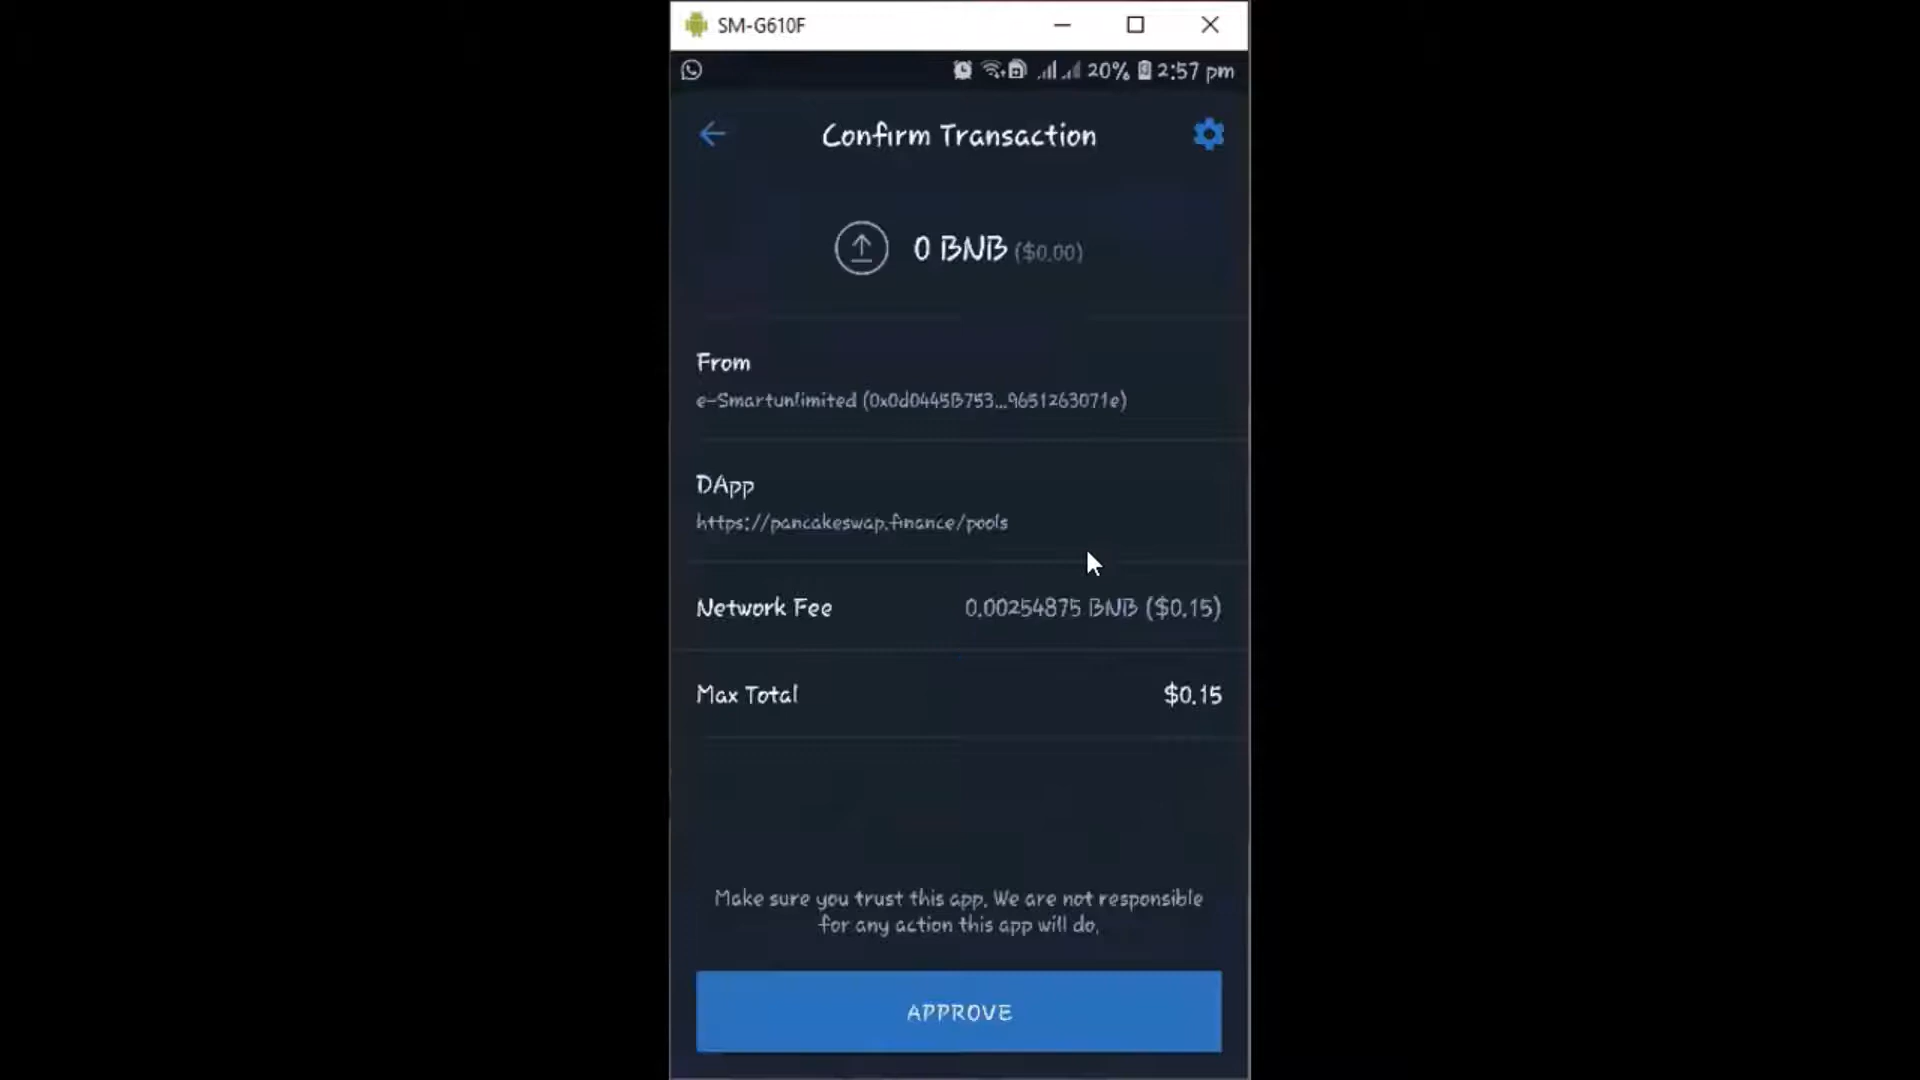 SM-G610F
20% 2:57 pm
Confirm Transaction
0 BNB ($0.00)
From
e-Smartunlimited (0x0d0445B753...9651263071e)
DApp
https://pancakeswap.finance/pools
Network Fee 0.00254875 BNB ($0.15)
Max Total $0.15
Make sure you trust this app. We are not responsible
for any action this app will do.
APPROVE